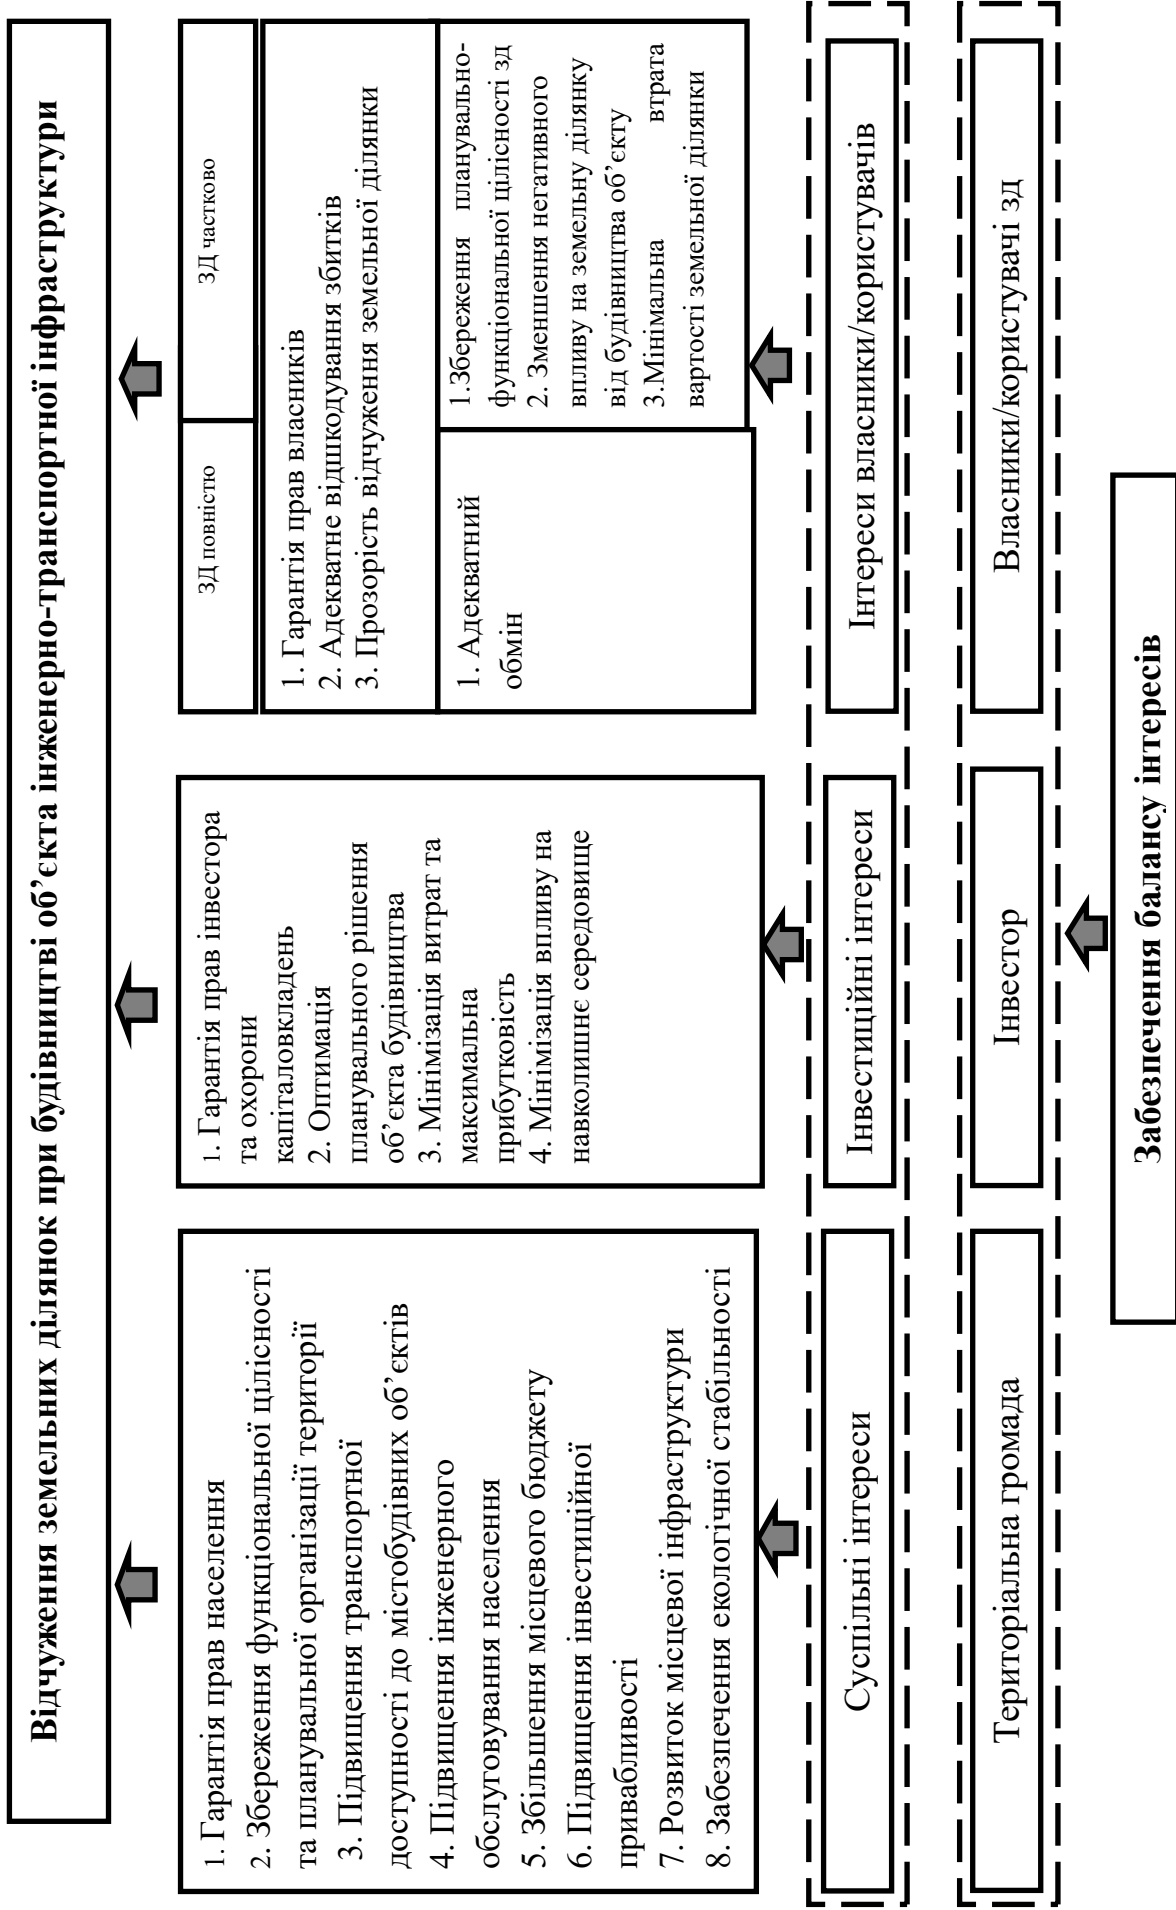 Відчуження земельних ділянок при будівництві об’єкта інженерно-транспортної інфраструктури
1. Гарантія прав населення
2. Збереження функціональної цілісності
та планувальної організації території
3. Підвищення транспортної
доступності до містобудівних об’єктів
4. Підвищення інженерного
обслуговування населення
5. Збільшення місцевого бюджету
6. Підвищення інвестиційної
привабливості
7. Розвиток місцевої інфраструктури
8. Забезпечення екологічної стабільності
1. Гарантія прав інвестора
та охорони
капіталовкладень
2. Оптимація
планувального рішення
об’єкта будівництва
3. Мінімізація витрат та
максимальна
прибутковість
4. Мінімізація впливу на
навколишнє середовище
ЗД повністю
ЗД частково
1. Гарантія прав власників
2. Адекватне відшкодування збитків
3. Прозорість відчуження земельної ділянки
1. Адекватний
обмін
1.Збереження планувально-
функціональної цілісності зд
2. Зменшення негативного
впливу на земельну ділянку
від будівництва об’єкту
3.Мінімальна втрата
вартості земельної ділянки
Суспільні інтереси
Інвестиційні інтереси
Інтереси власники/користувачів
Територіальна громада
Інвестор
Власники/користувачі зд
Забезпечення балансу інтересів